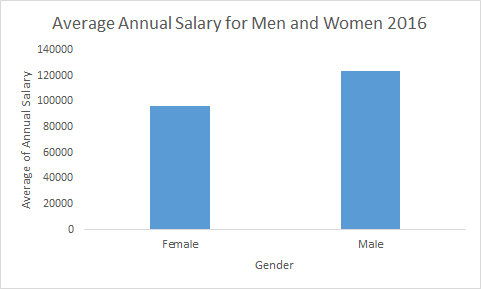 Average Annual Salary for Men and Women 2016
Average of Annual Salary
140000
120000
100000
80000
60000
40000
20000
0
Female
Male
Gender